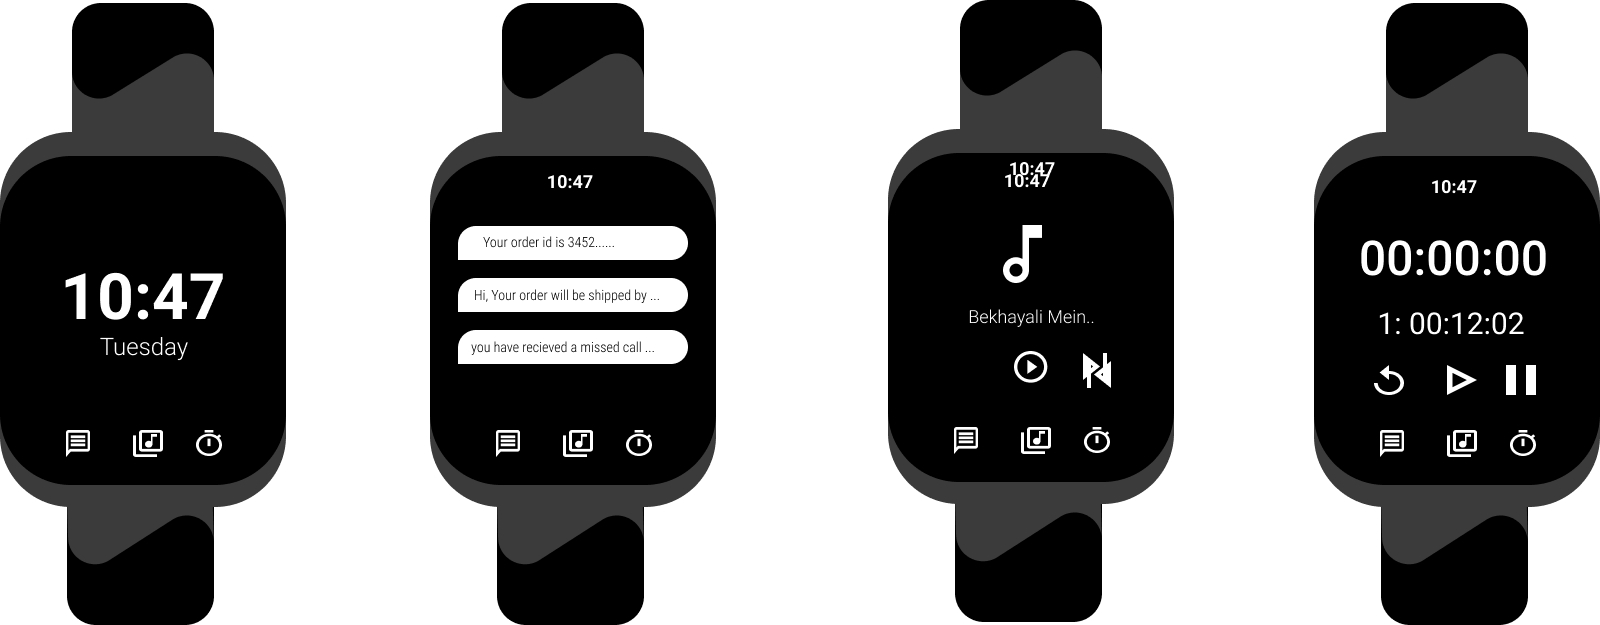 10:47
Tuesday
10:47
Your order id is 3452......
Hi, Your order will be shipped by ...
you have recieved a missed call ...
10:47
10:47
Bekhayali Mein..
10:47
00:00:00
1: 00:12:02